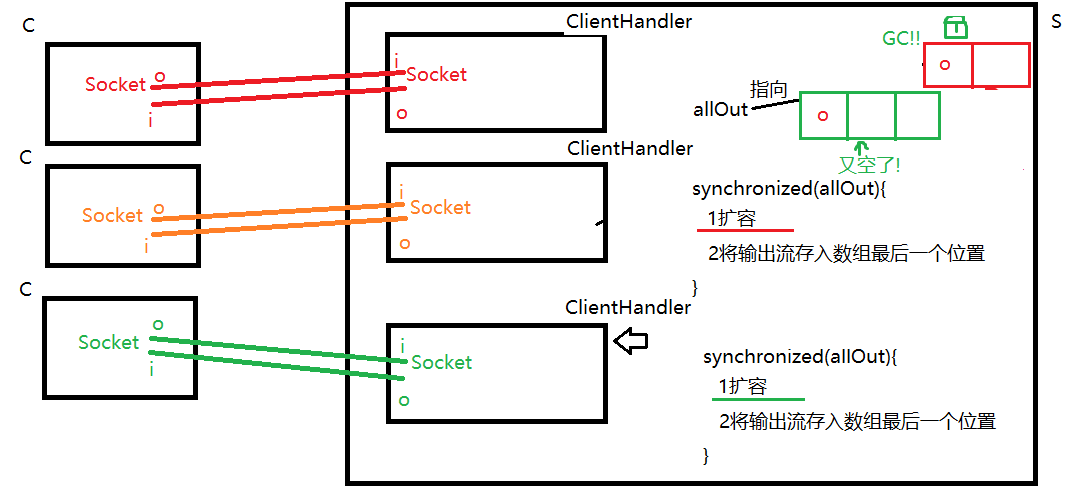 C
Socket
o
i
C
Socket
o
i
C
Socket
o
i
S
ClientHandler
i
Socket
o
ClientHandler
i
Socket
o
ClientHandler
i
Socket
o
GC!!
o
指向
allOut
o
又空了!
synchronized(allOut){
1扩容
2将输出流存入数组最后一个位置
}
synchronized(allOut){
1扩容
2将输出流存入数组最后一个位置
}